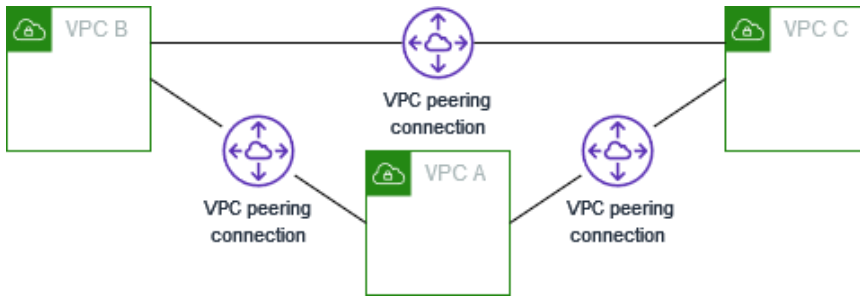 VPC B
VPC C
VPC peering
connection
VPC A
VPC peering
connection
VPC peering
connection